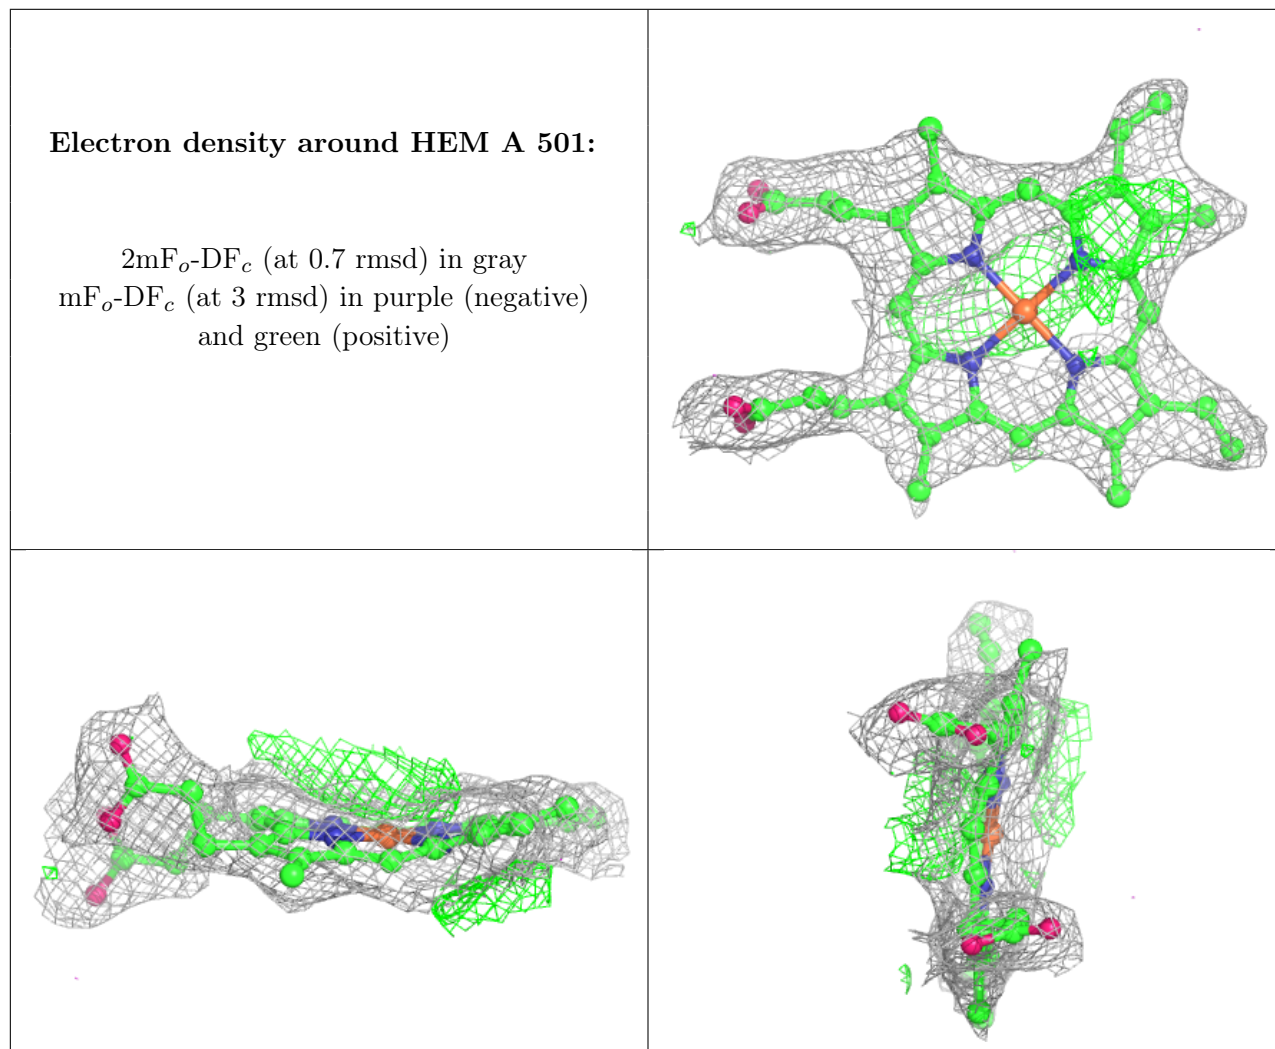 Electron density around HEM A 501:
2mF$_o$-DF$_c$ (at 0.7 rmsd) in gray
mF$_o$-DF$_c$ (at 3 rmsd) in purple (negative)
and green (positive)